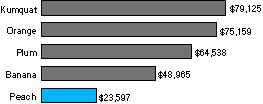 Kumquat $79,125
Orange $75,159
Plum $64,538
Banana $48,965
Peach $23,597